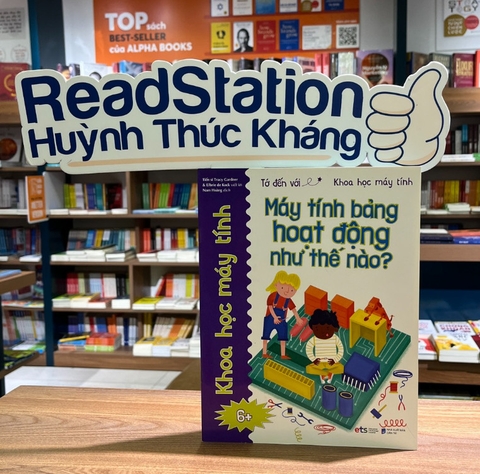 TOP sách
BEST-SELLER
của ALPHA BOOKS
ReadStation
Huỳnh Thúc Kháng
Tớ đến với
Khoa học máy tính
Máy tính bảng
hoạt động
như thế nào?
Khoa học máy tính
6+
ets